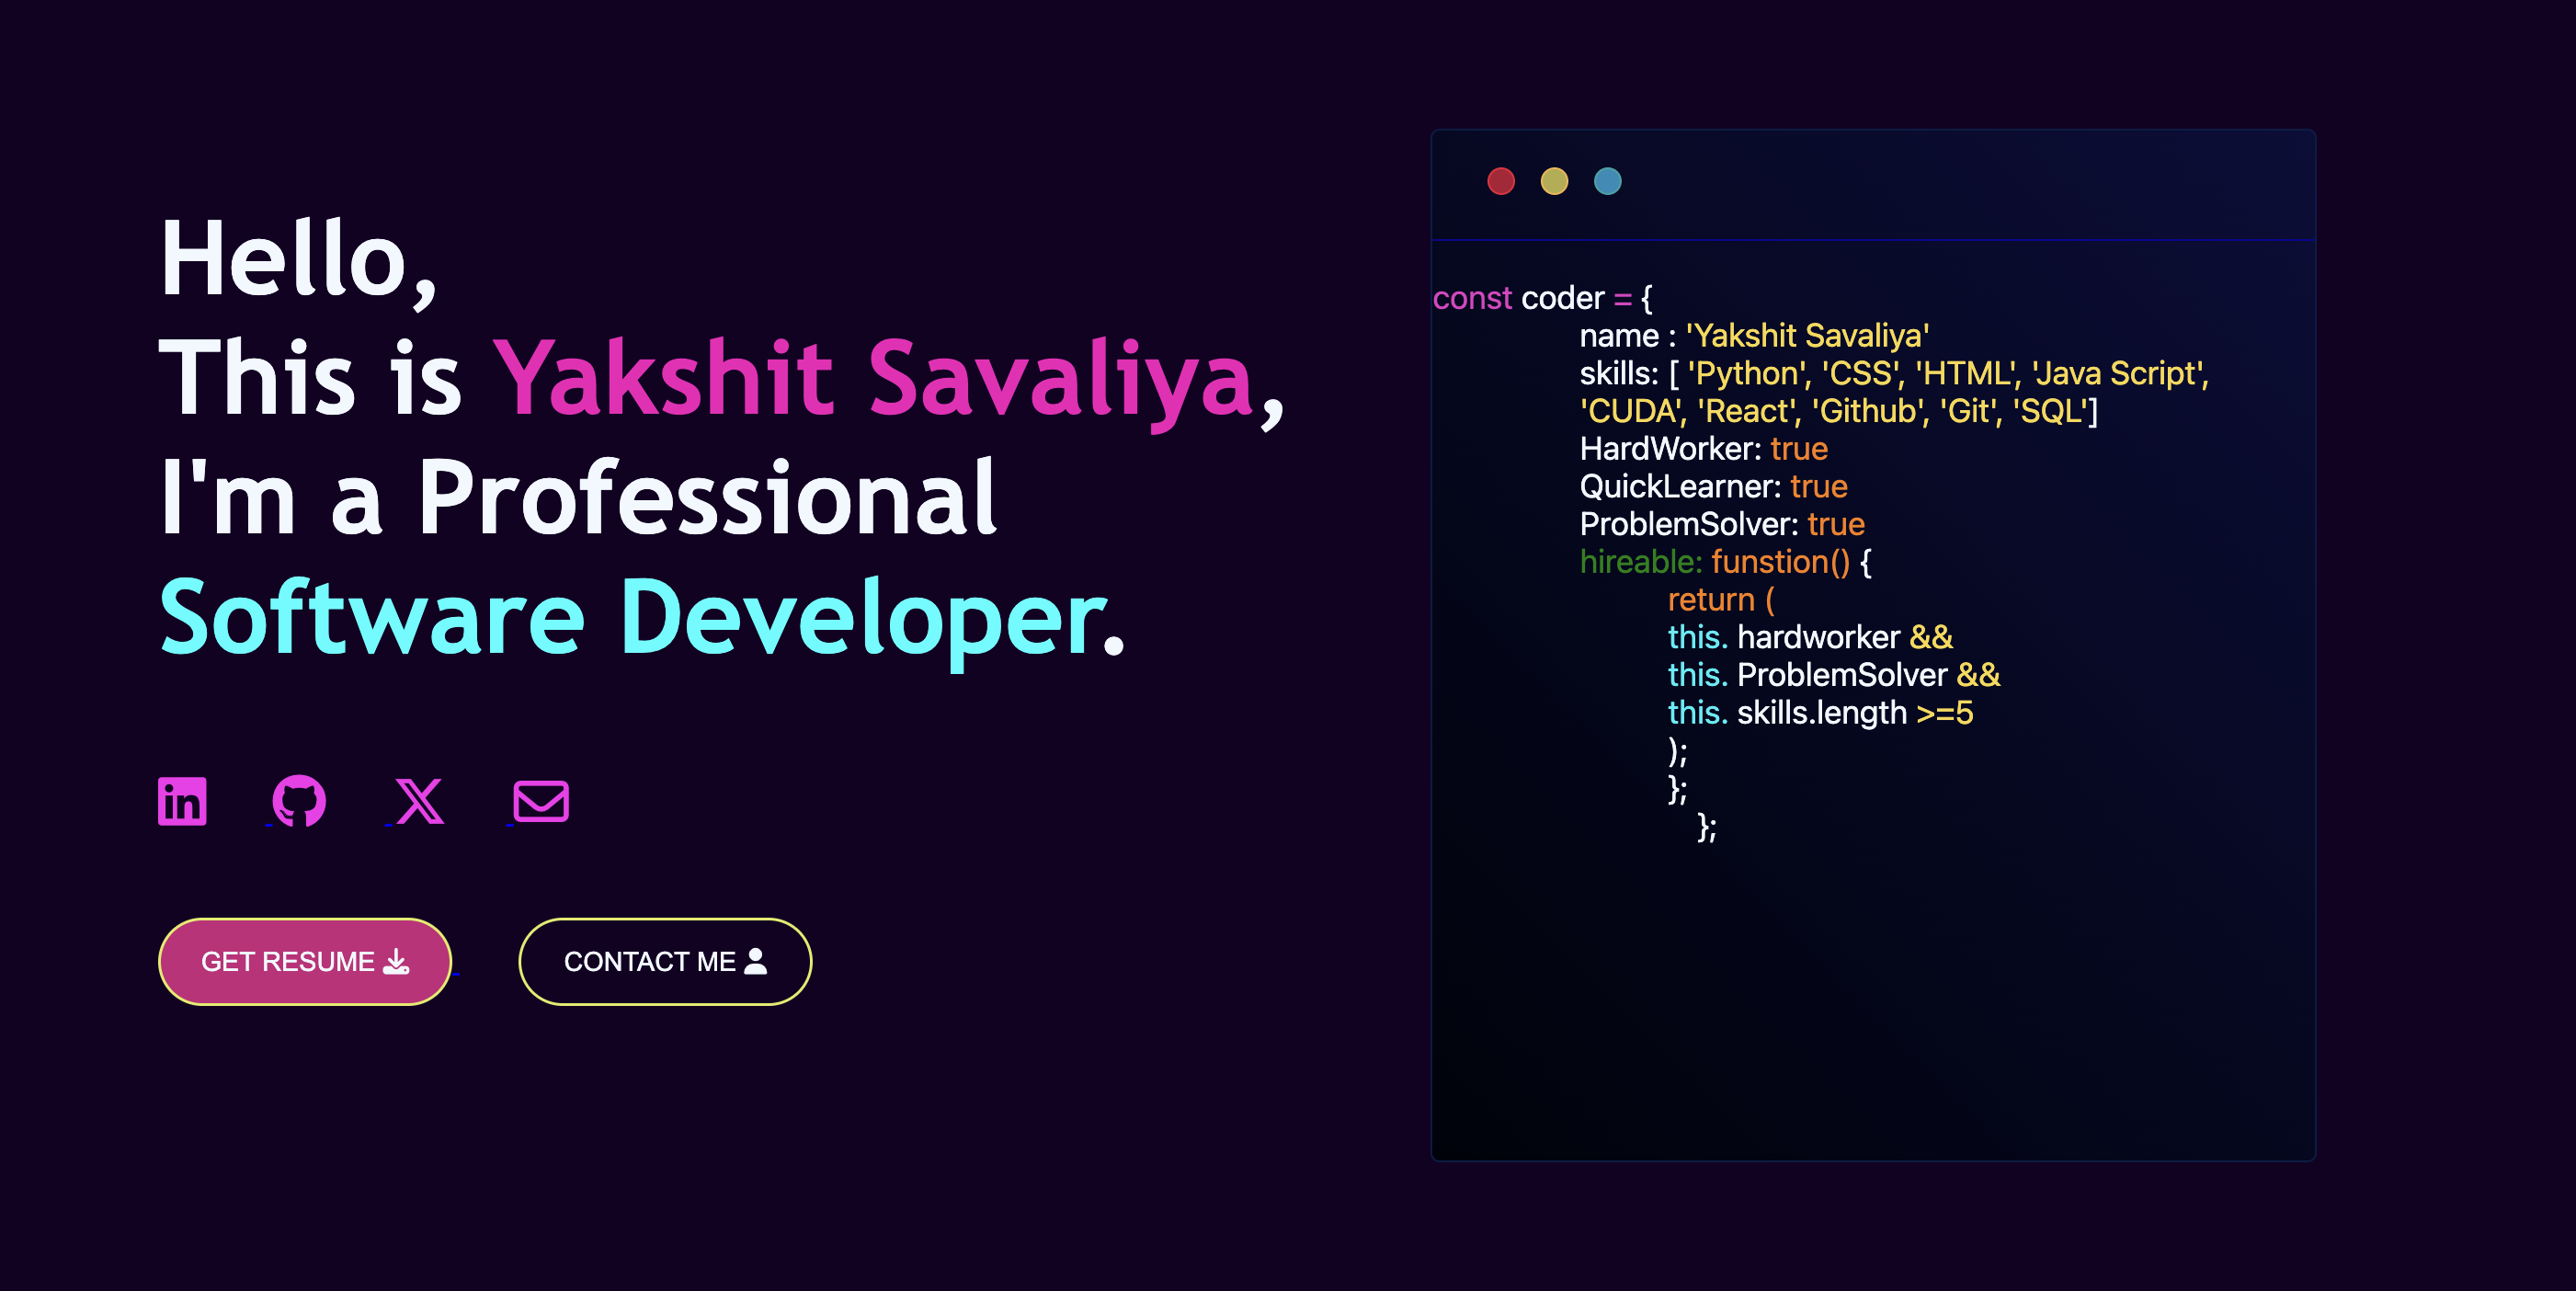 Hello,
This is Yakshit Savaliya,
I'm a Professional
Software Developer.
in
GET RESUME
CONTACT ME
const coder = {
name : 'Yakshit Savaliya'
skills: [ 'Python', 'CSS', 'HTML', 'Java Script',
'CUDA', 'React', 'Github', 'Git', 'SQL']
HardWorker: true
QuickLearner: true
ProblemSolver: true
hireable: funstion() {
return (
this. hardworker &&
this. ProblemSolver &&
this. skills.length >=5
);
};
};